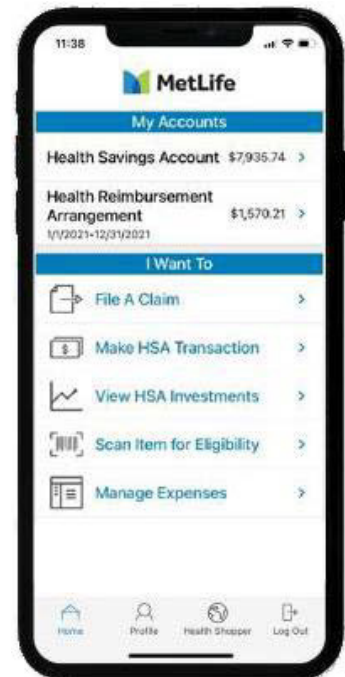 11:38
MetLife
My Accounts
Health Savings Account $7,935.74 >
Health Reimbursement
Arrangement $1,570.21 >
1/1/2021-12/31/2021
I Want To
File A Claim >
$ Make HSA Transaction >
View HSA Investments >
Scan Item for Eligibility >
Manage Expenses >
Home Profile Health Shopper Log Out